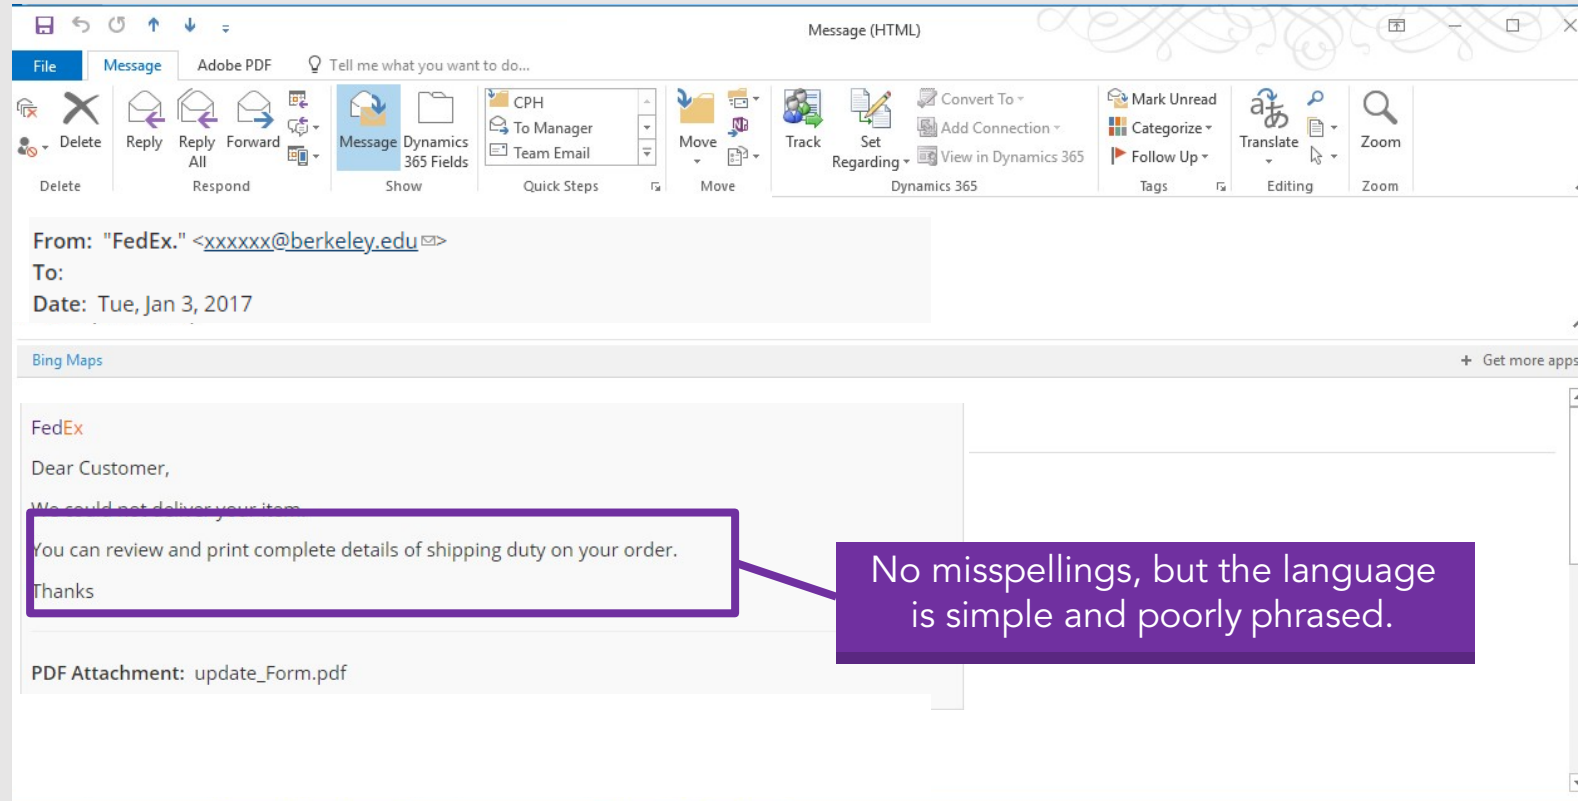 Message (HTML)
File Message Adobe PDF Tell me what you want to do...
Delete Reply Reply All Forward Message Dynamics 365 Fields CPH To Manager Team Email Move Track Set Regarding Convert To Add Connection View in Dynamics 365 Mark Unread Categorize Follow Up Translate Zoom
Delete Respond Show Quick Steps Move Dynamics 365 Tags Editing Zoom
From: "FedEx." <xxxxxx@berkeley.edu>
To:
Date: Tue, Jan 3, 2017
Bing Maps + Get more apps
FedEx
Dear Customer,
We could not deliver your item.
You can review and print complete details of shipping duty on your order.
Thanks
No misspellings, but the language
is simple and poorly phrased.
PDF Attachment: update_Form.pdf